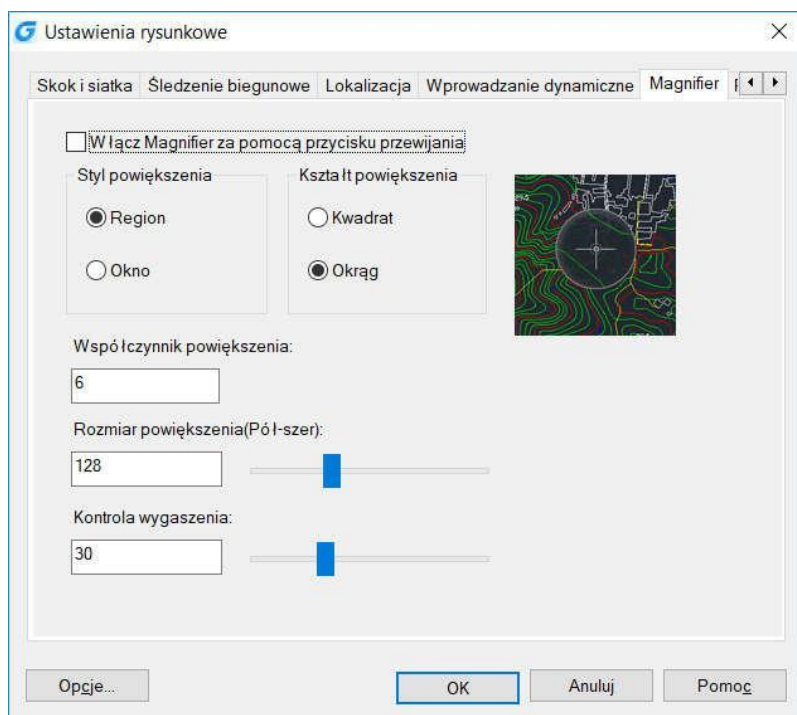 Ustawienia rysunkowe
Skok i siatka Śledzenie biegunowe Lokalizacja Wprowadzanie dynamiczne Magnifier
Włącz Magnifier za pomocą przycisku przewijania
Styl powiększenia Kształt powiększenia
Region Kwadrat
Okno Okrąg
Współczynnik powiększenia:
6
Rozmiar powiększenia(Pół-szer):
128
Kontrola wygaszenia:
30
Opcje... OK Anuluj Pomoc